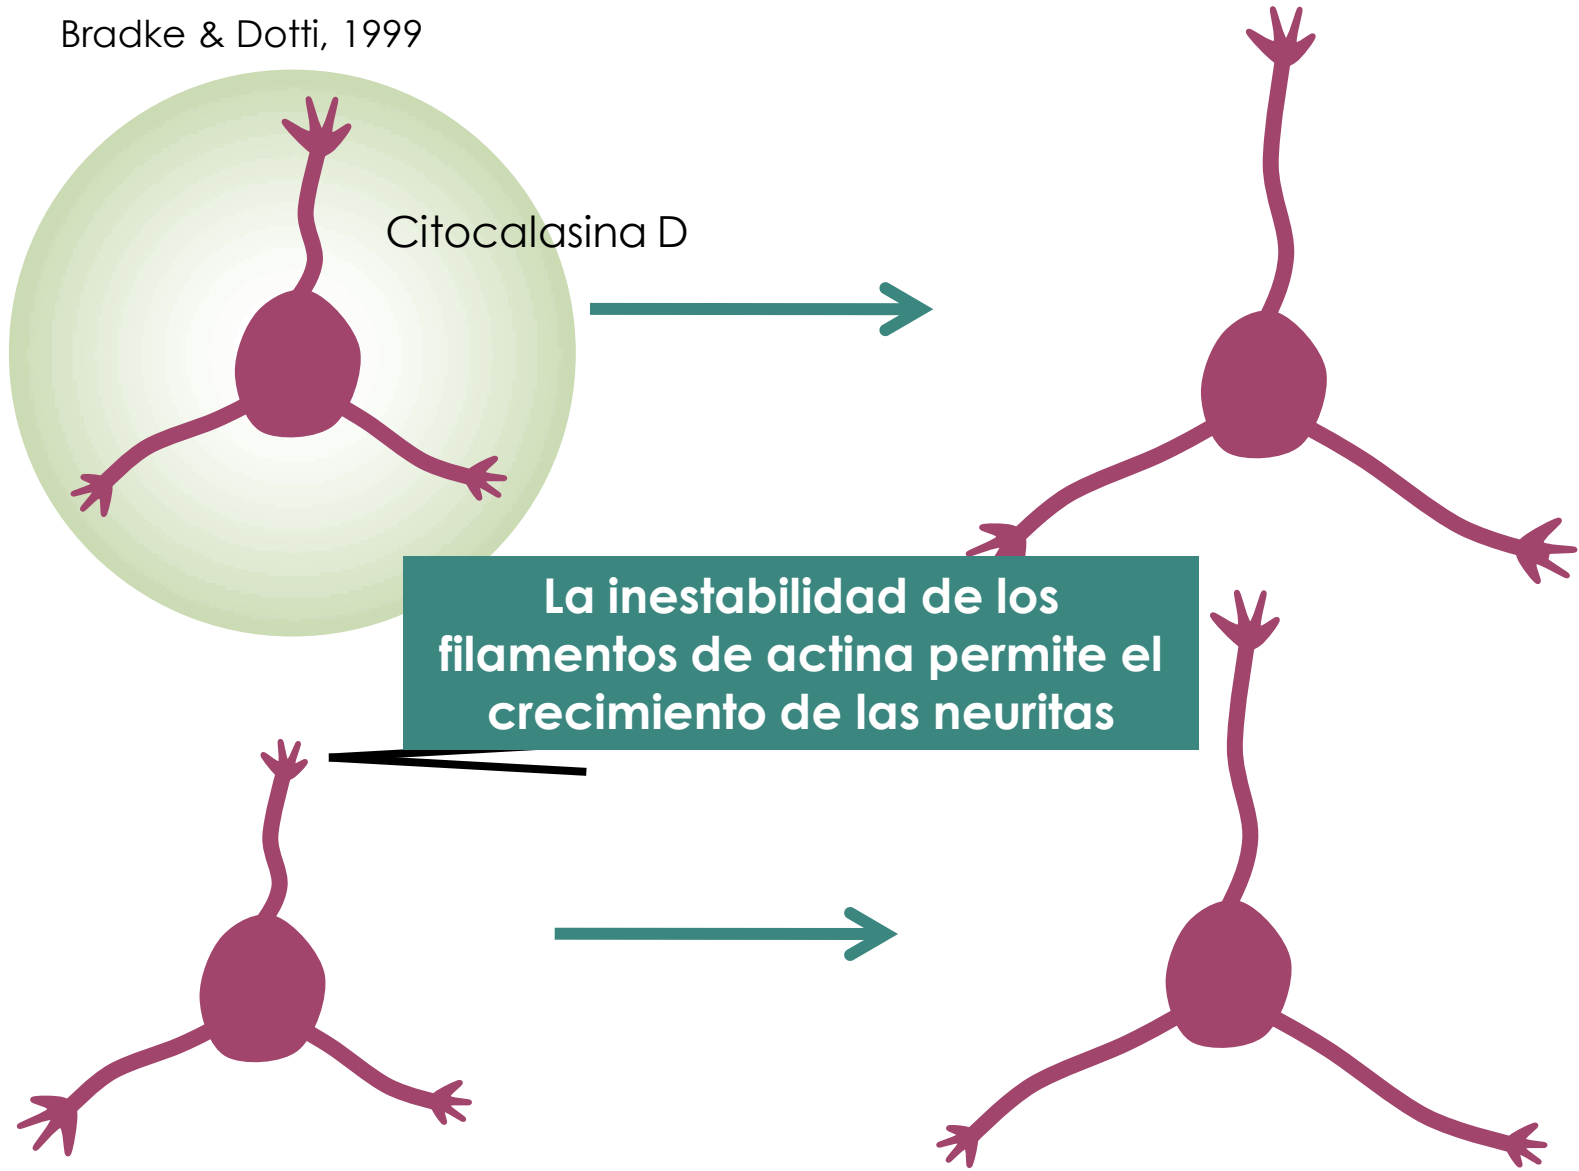 Bradke & Dotti, 1999
Citocalasina D
La inestabilidad de los
filamentos de actina permite el
crecimiento de las neuritas